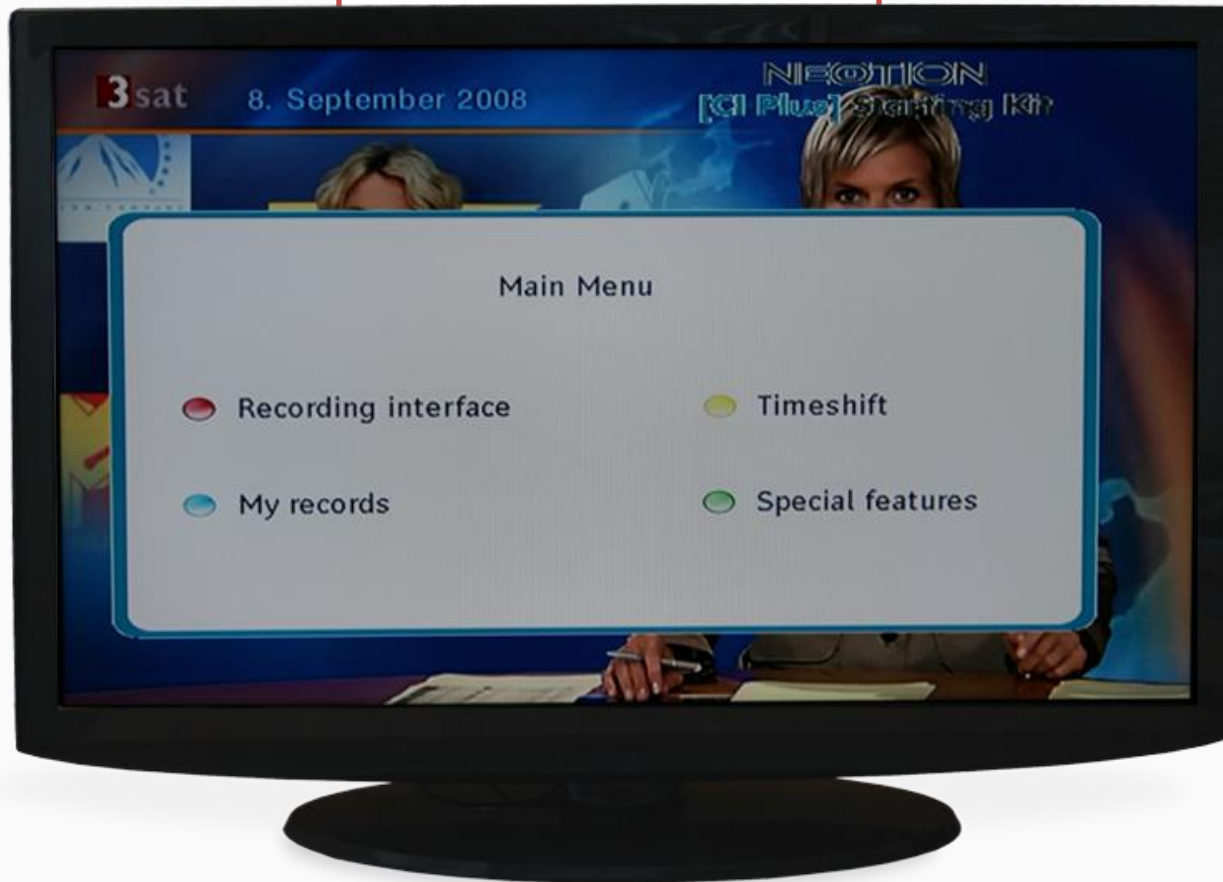 3sat
8. September 2008
NEOTION
[CI Plus] Starting Kit
Main Menu
Recording interface
Timeshift
My records
Special features